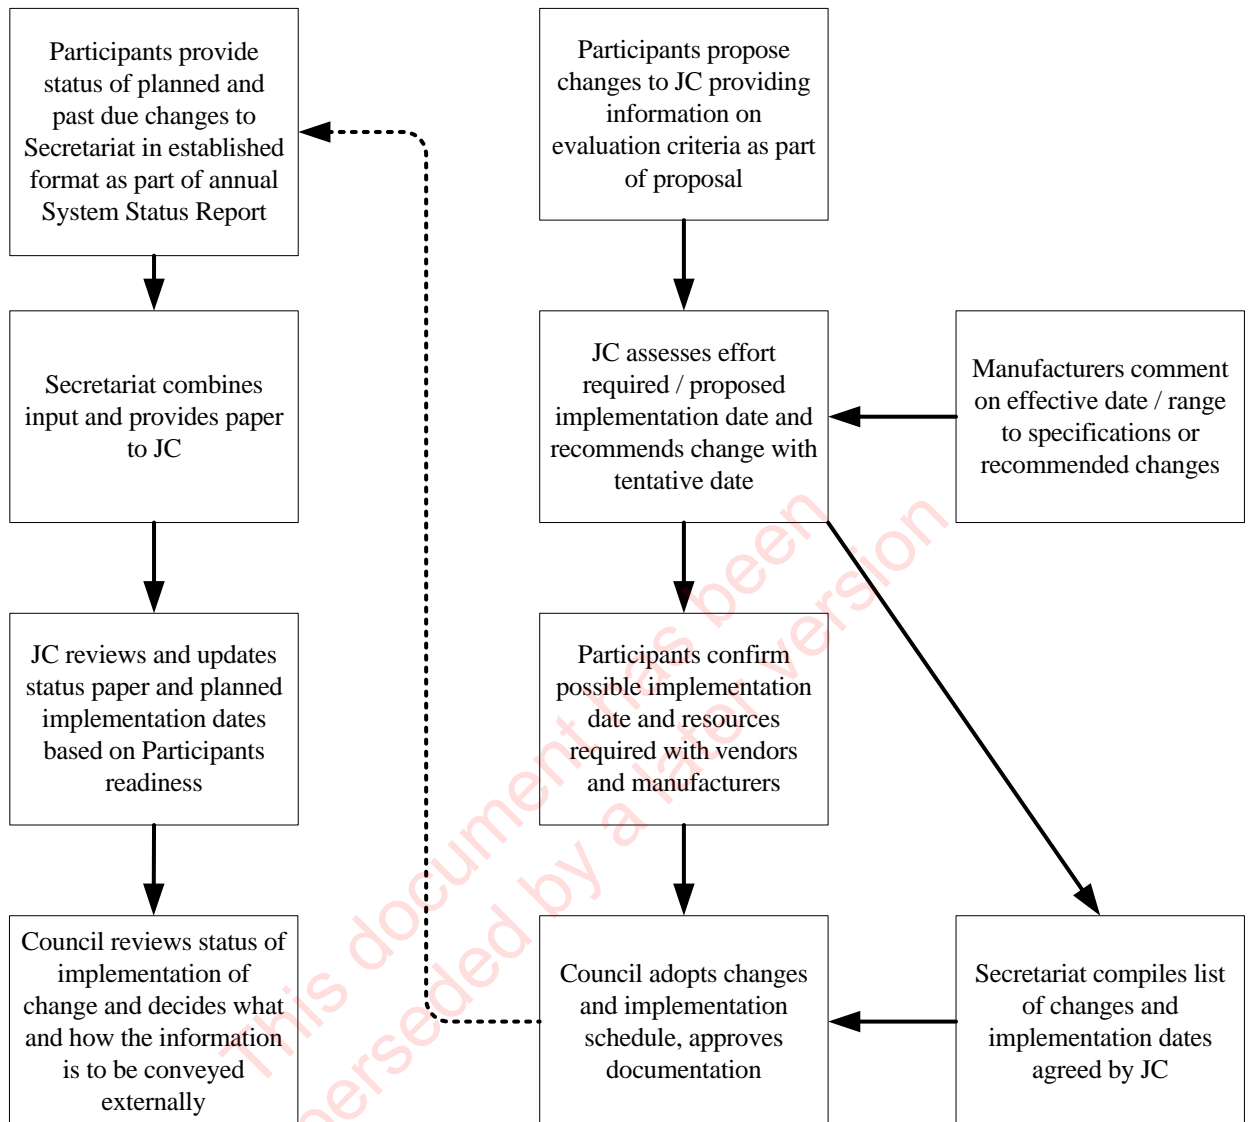 Participants provide
status of planned and
past due changes to
Secretariat in established
format as part of annual
System Status Report
Participants propose
changes to JC providing
information on
evaluation criteria as part
of proposal
Secretariat combines
input and provides paper
to JC
JC assesses effort
required / proposed
implementation date and
recommends change with
tentative date
Manufacturers comment
on effective date / range
to specifications or
recommended changes
JC reviews and updates
status paper and planned
implementation dates
based on Participants
readiness
Participants confirm
possible implementation
date and resources
required with vendors
and manufacturers
Council reviews status of
implementation of
change and decides what
and how the information
is to be conveyed
externally
Council adopts changes
and implementation
schedule, approves
documentation
Secretariat compiles list
of changes and
implementation dates
agreed by JC
This document has been
perseded by a later version